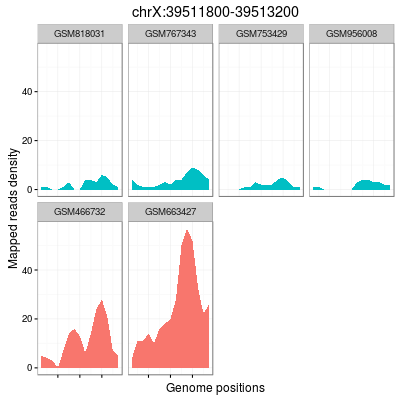 chrX:39511800-39513200
GSM818031 GSM767343 GSM753429 GSM956008
40
20
0
GSM466732 GSM663427
40
20
0
Mapped reads density
Genome positions